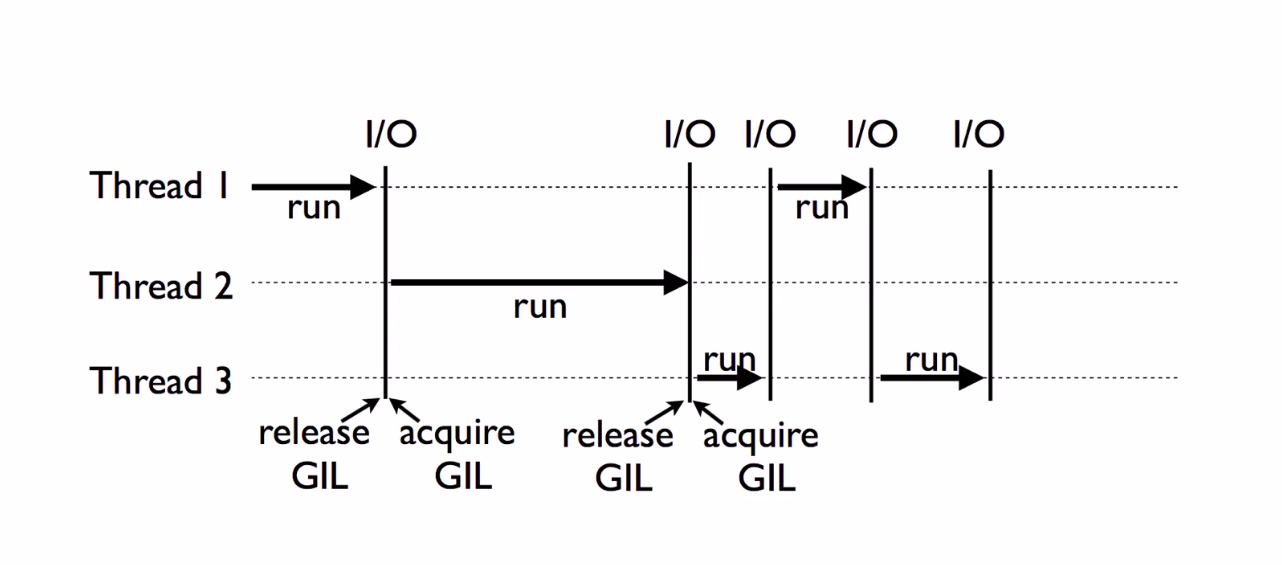 I/O I/O I/O I/O I/O
Thread 1
run run
Thread 2
run
run run
Thread 3
release acquire release acquire
GIL GIL GIL GIL